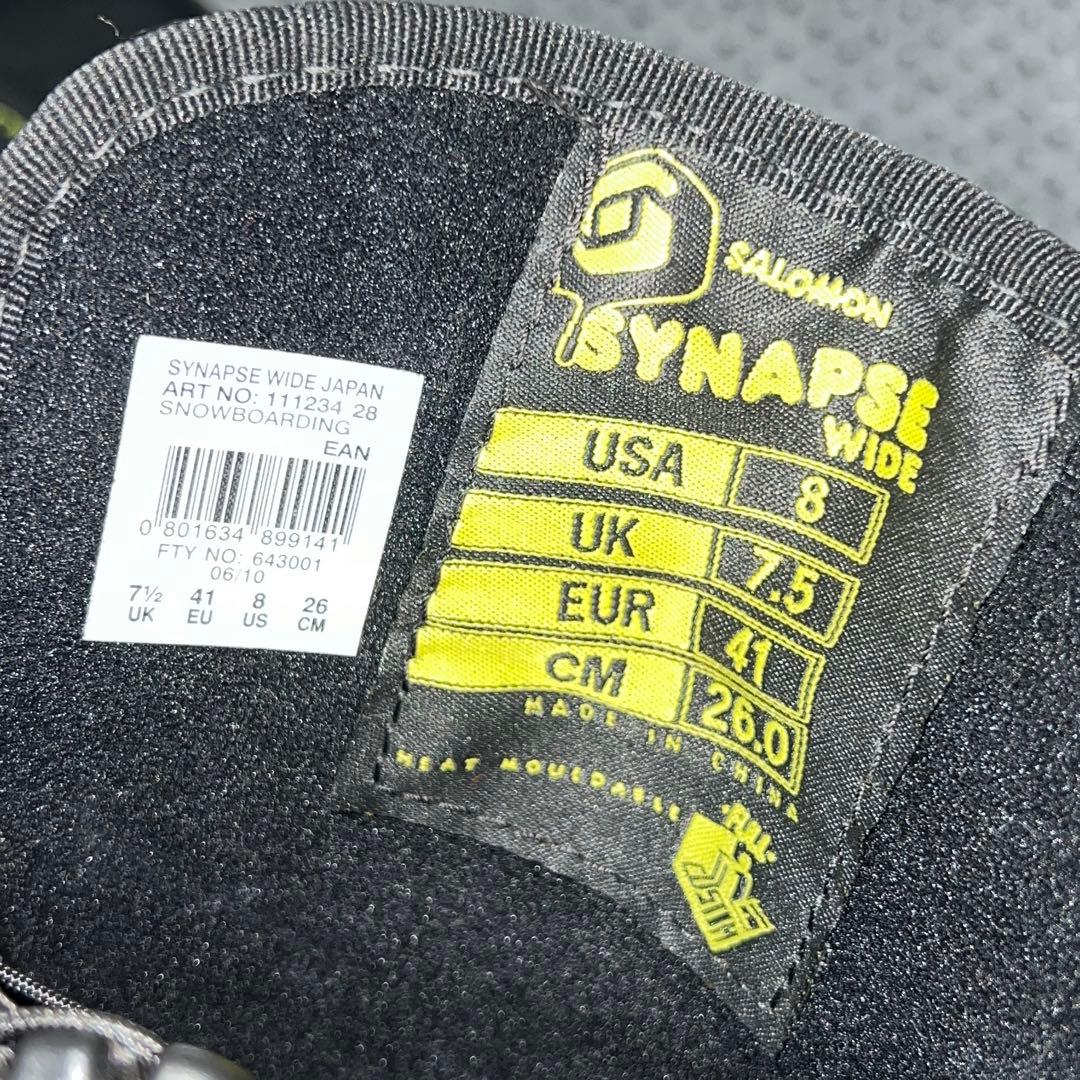 SYNAPSE WIDE JAPAN
ART NO: 111234 28
SNOWBOARDING
EAN
0 801634 899141
FTY NO: 643001
06/10
7½ 41 8 26
UK EU US CM
SALOMON
SYNAPSE
WIDE
USA 8
UK 7.5
EUR 41
CM 26.0
MADE IN CHINA
HEAT MOULDABLE
FULL